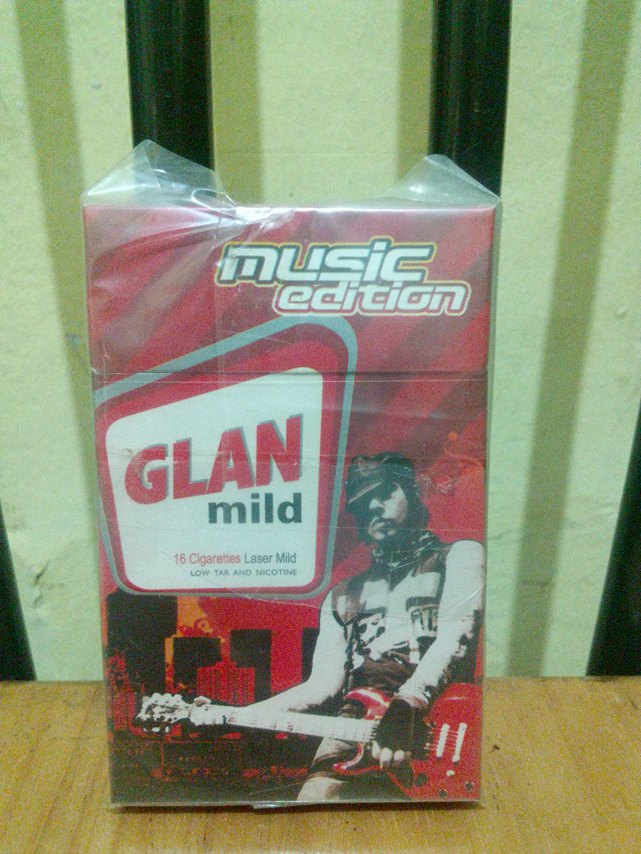 music
edition
GLAN
mild
16 Cigarettes Laser Mild
LOW TAR AND NICOTINE
!!